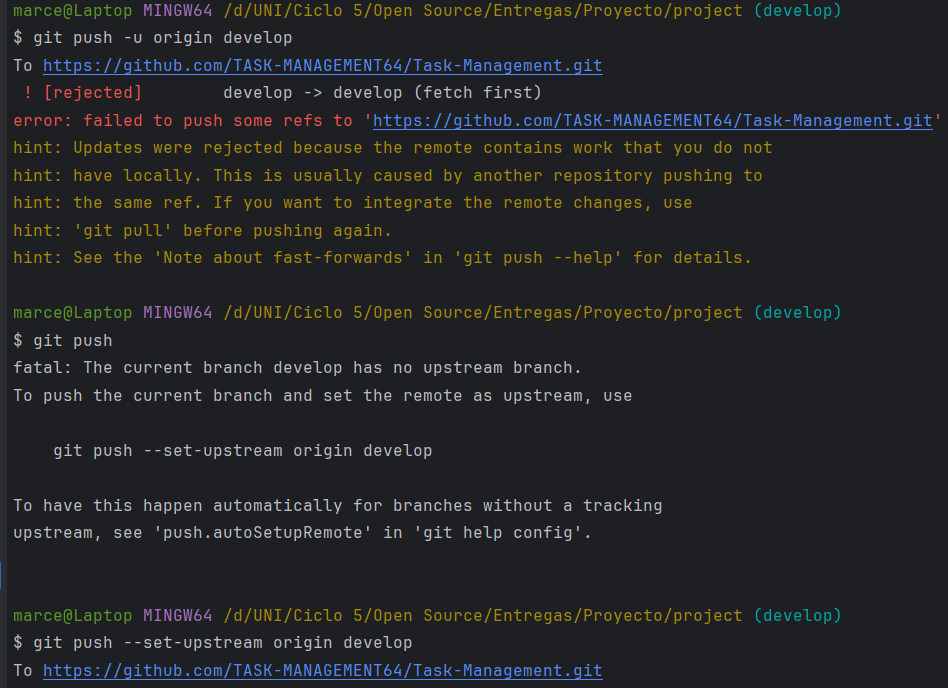 marce@Laptop MINGW64 /d/UNI/Ciclo 5/Open Source/Entregas/Proyecto/project (develop)
$ git push -u origin develop
To https://github.com/TASK-MANAGEMENT64/Task-Management.git
 ! [rejected]        develop -> develop (fetch first)
error: failed to push some refs to 'https://github.com/TASK-MANAGEMENT64/Task-Management.git'
hint: Updates were rejected because the remote contains work that you do not
hint: have locally. This is usually caused by another repository pushing to
hint: the same ref. If you want to integrate the remote changes, use
hint: 'git pull' before pushing again.
hint: See the 'Note about fast-forwards' in 'git push --help' for details.

marce@Laptop MINGW64 /d/UNI/Ciclo 5/Open Source/Entregas/Proyecto/project (develop)
$ git push
fatal: The current branch develop has no upstream branch.
To push the current branch and set the remote as upstream, use

    git push --set-upstream origin develop

To have this happen automatically for branches without a tracking
upstream, see 'push.autoSetupRemote' in 'git help config'.

marce@Laptop MINGW64 /d/UNI/Ciclo 5/Open Source/Entregas/Proyecto/project (develop)
$ git push --set-upstream origin develop
To https://github.com/TASK-MANAGEMENT64/Task-Management.git